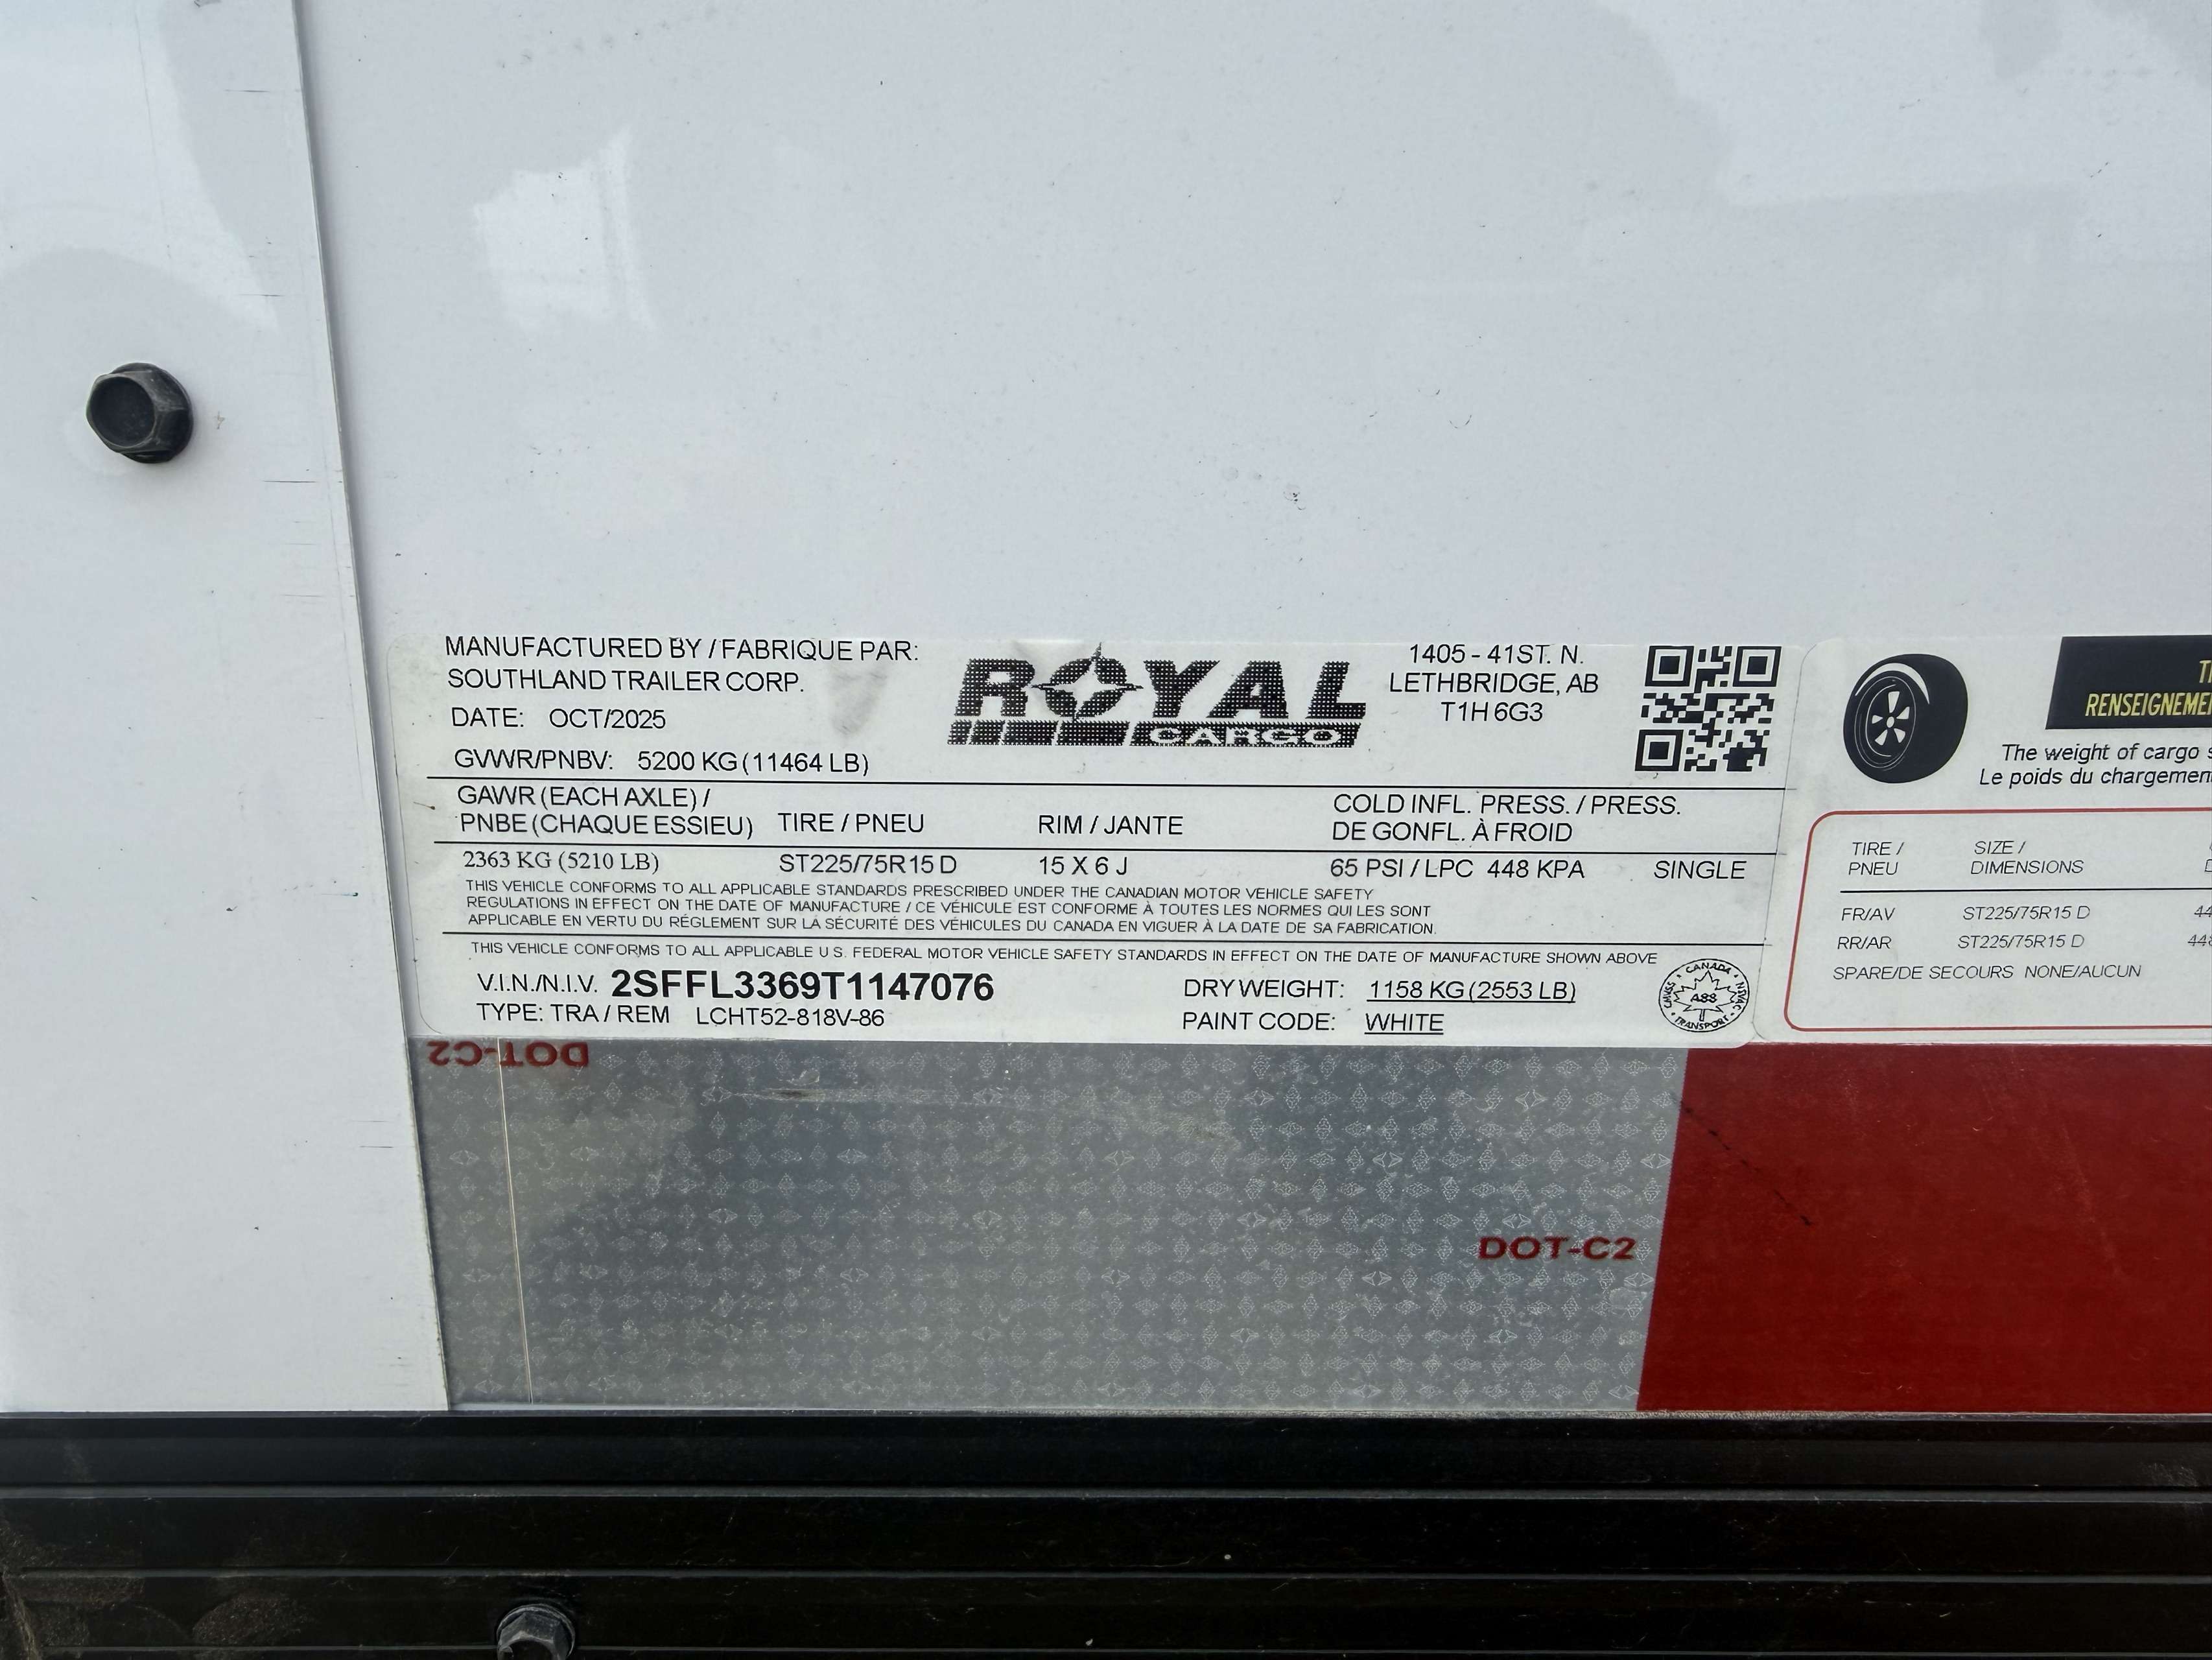 MANUFACTURED BY / FABRIQUE PAR:
SOUTHLAND TRAILER CORP.
DATE: OCT/2025
GVWR/PNBV: 5200 KG (11464 LB)
ROYAL
CARGO
1405 - 41ST. N.
LETHBRIDGE, AB
T1H 6G3
GAWR (EACH AXLE) /
PNBE (CHAQUE ESSIEU) TIRE / PNEU RIM / JANTE
COLD INFL. PRESS. / PRESS.
DE GONFL. À FROID
2363 KG (5210 LB) ST225/75R15 D 15 X 6 J 65 PSI / LPC 448 KPA SINGLE
THIS VEHICLE CONFORMS TO ALL APPLICABLE STANDARDS PRESCRIBED UNDER THE CANADIAN MOTOR VEHICLE SAFETY
REGULATIONS IN EFFECT ON THE DATE OF MANUFACTURE / CE VÉHICULE EST CONFORME À TOUTES LES NORMES QUI LES SONT
APPLICABLE EN VERTU DU RÉGLEMENT SUR LA SÉCURITÉ DES VÉHICULES DU CANADA EN VIGUER À LA DATE DE SA FABRICATION.
THIS VEHICLE CONFORMS TO ALL APPLICABLE U S. FEDERAL MOTOR VEHICLE SAFETY STANDARDS IN EFFECT ON THE DATE OF MANUFACTURE SHOWN ABOVE
V.I.N./N.I.V. 2SFFL3369T1147076
TYPE: TRA / REM LCHT52-818V-86
DRY WEIGHT: 1158 KG (2553 LB)
PAINT CODE: WHITE
CANADA
A88
TRANSPORT
RENSEIGNEME
The weight of cargo
Le poids du chargemen
TIRE /
PNEU
SIZE /
DIMENSIONS
FR/AV ST225/75R15 D 44
RR/AR ST225/75R15 D 448
SPARE/DE SECOURS NONE/AUCUN
DOT-C2
DOT-C2